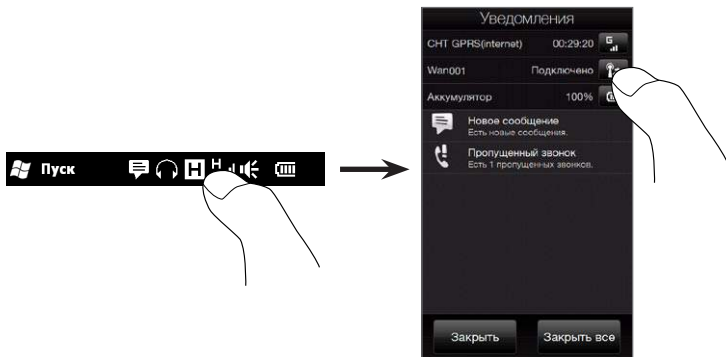 Пуск
H
H
Уведомления
CHT GPRS(internet) 00:29:20 G
Wan001 Подключено
Аккумулятор 100%
Новое сообщение
Есть новые сообщения.
Пропущенный звонок
Есть 1 пропущенных звонков.
Закрыть Закрыть все